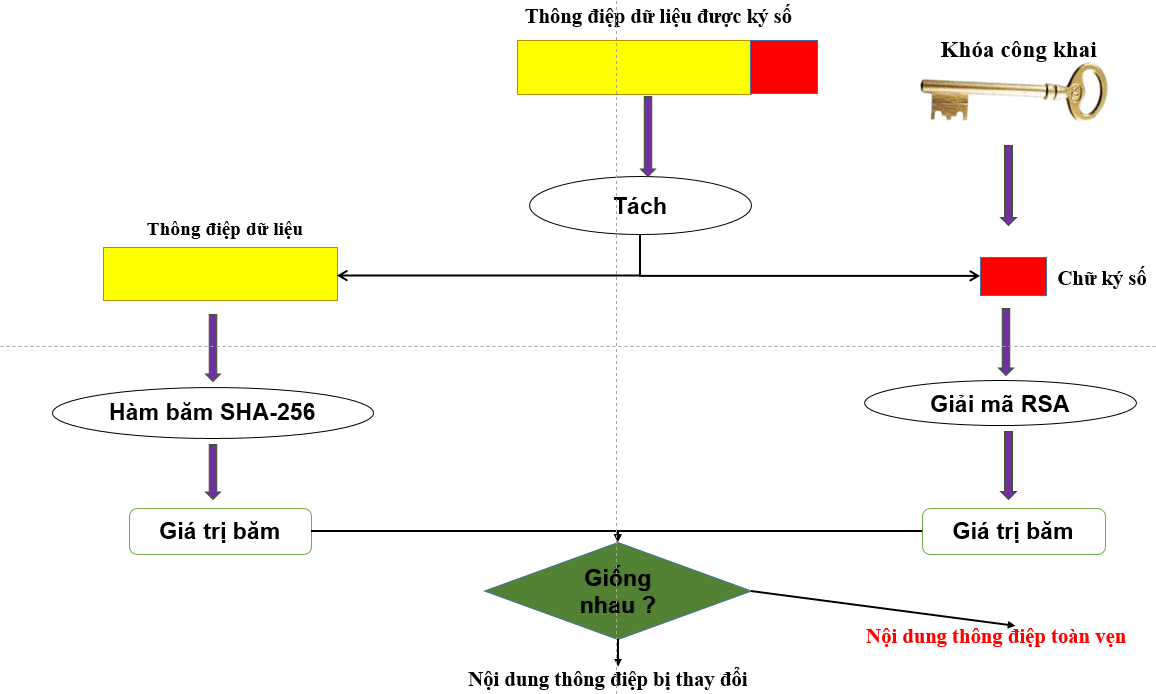 Thông điệp dữ liệu được ký số
Khóa công khai
Tách
Thông điệp dữ liệu
Chữ ký số
Hàm băm SHA-256
Giải mã RSA
Giá trị băm
Giá trị băm
Giống
nhau ?
Nội dung thông điệp toàn vẹn
Nội dung thông điệp bị thay đổi